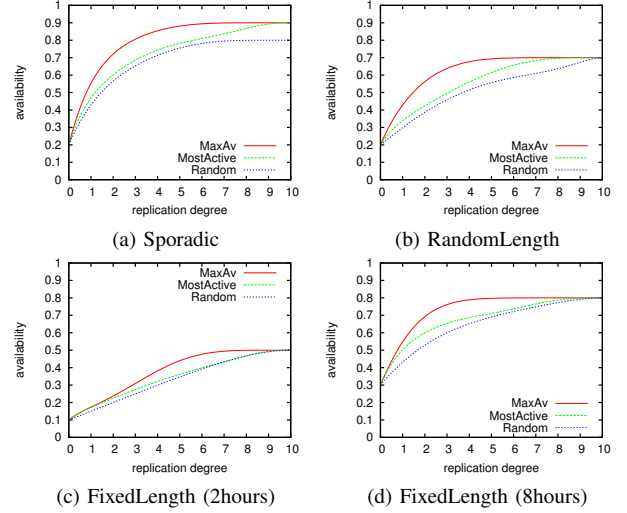 1
0.9
0.8
0.7
0.6
0.5
0.4
0.3
0.2
0.1
0
availability
MaxAv
MostActive
Random
0 1 2 3 4 5 6 7 8 9 10
replication degree
(a) Sporadic
1
0.9
0.8
0.7
0.6
0.5
0.4
0.3
0.2
0.1
0
availability
MaxAv
MostActive
Random
0 1 2 3 4 5 6 7 8 9 10
replication degree
(b) RandomLength
1
0.9
0.8
0.7
0.6
0.5
0.4
0.3
0.2
0.1
0
availability
MaxAv
MostActive
Random
0 1 2 3 4 5 6 7 8 9 10
replication degree
(c) FixedLength (2hours)
1
0.9
0.8
0.7
0.6
0.5
0.4
0.3
0.2
0.1
0
availability
MaxAv
MostActive
Random
0 1 2 3 4 5 6 7 8 9 10
replication degree
(d) FixedLength (8hours)